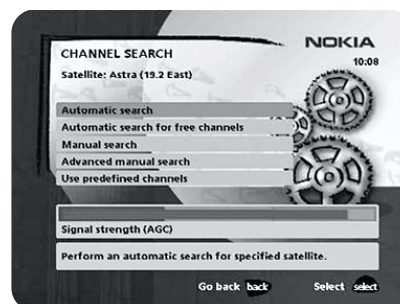 NOKIA
CHANNEL SEARCH
10:08
Satellite: Astra (19.2 East)
Automatic search
Automatic search for free channels
Manual search
Advanced manual search
Use predefined channels
Signal strength (AGC)
Perform an automatic search for specified satellite.
Go back back Select select